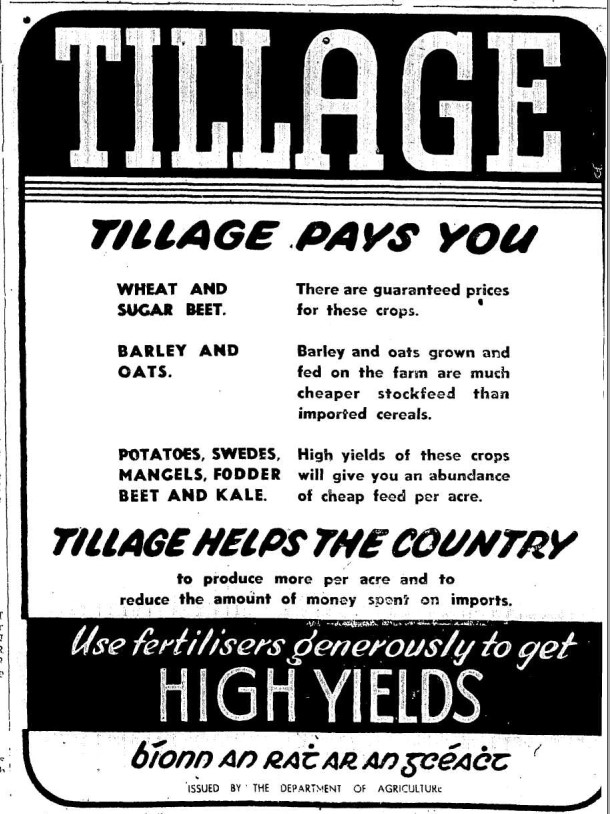 TILLAGE
TILLAGE PAYS YOU
WHEAT AND SUGAR BEET.
There are guaranteed prices
for these crops.
BARLEY AND OATS.
Barley and oats grown and
fed on the farm are much
cheaper stockfeed than
imported cereals.
POTATOES, SWEDES,
MANGELS, FODDER
BEET AND KALE.
High yields of these crops
will give you an abundance
of cheap feed per acre.
TILLAGE HELPS THE COUNTRY
to produce more per acre and to
reduce the amount of money spent on imports.
Use fertilisers generously to get
HIGH YIELDS
bíonn an raṫ ar an gcéaċt
ISSUED BY THE DEPARTMENT OF AGRICULTURE